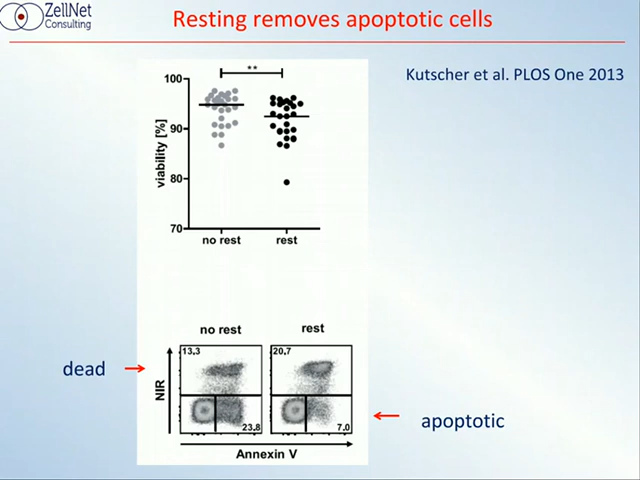 ZellNet
Consulting
Resting removes apoptotic cells
Kutscher et al. PLOS One 2013
**
100
90
80
70
viability [%]
no rest
rest
no rest
rest
13.3
20.7
dead
NIR
23.8
7.0
apoptotic
Annexin V